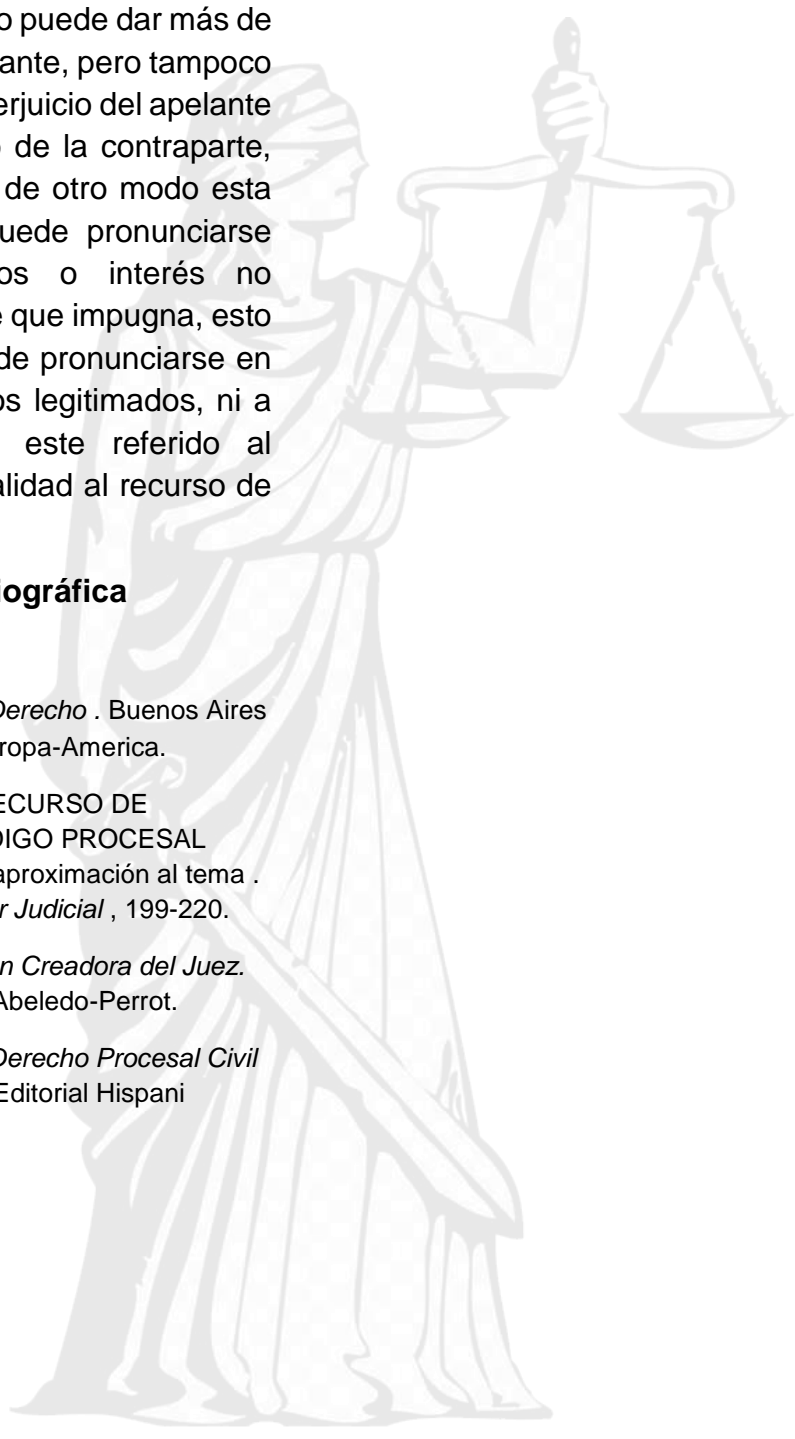 o puede dar más de
ante, pero tampoco
erjuicio del apelante
de la contraparte,
de otro modo esta
uede pronunciarse
os o interés no
e que impugna, esto
de pronunciarse en
os legitimados, ni a
este referido al
alidad al recurso de
iográfica
Derecho . Buenos Aires
ropa-America.
ECURSO DE
DIGO PROCESAL
aproximación al tema .
r Judicial , 199-220.
n Creadora del Juez.
Abeledo-Perrot.
Derecho Procesal Civil
Editorial Hispani